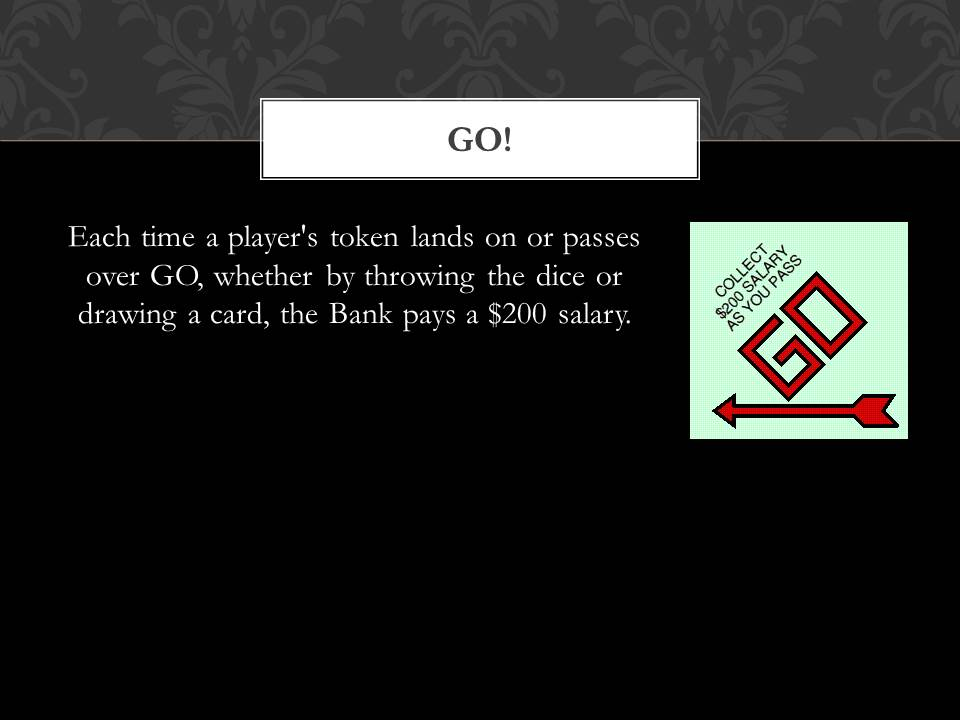 GO!
Each time a player's token lands on or passes
over GO, whether by throwing the dice or
drawing a card, the Bank pays a $200 salary.
COLLECT
$200 SALARY
AS YOU PASS
GO